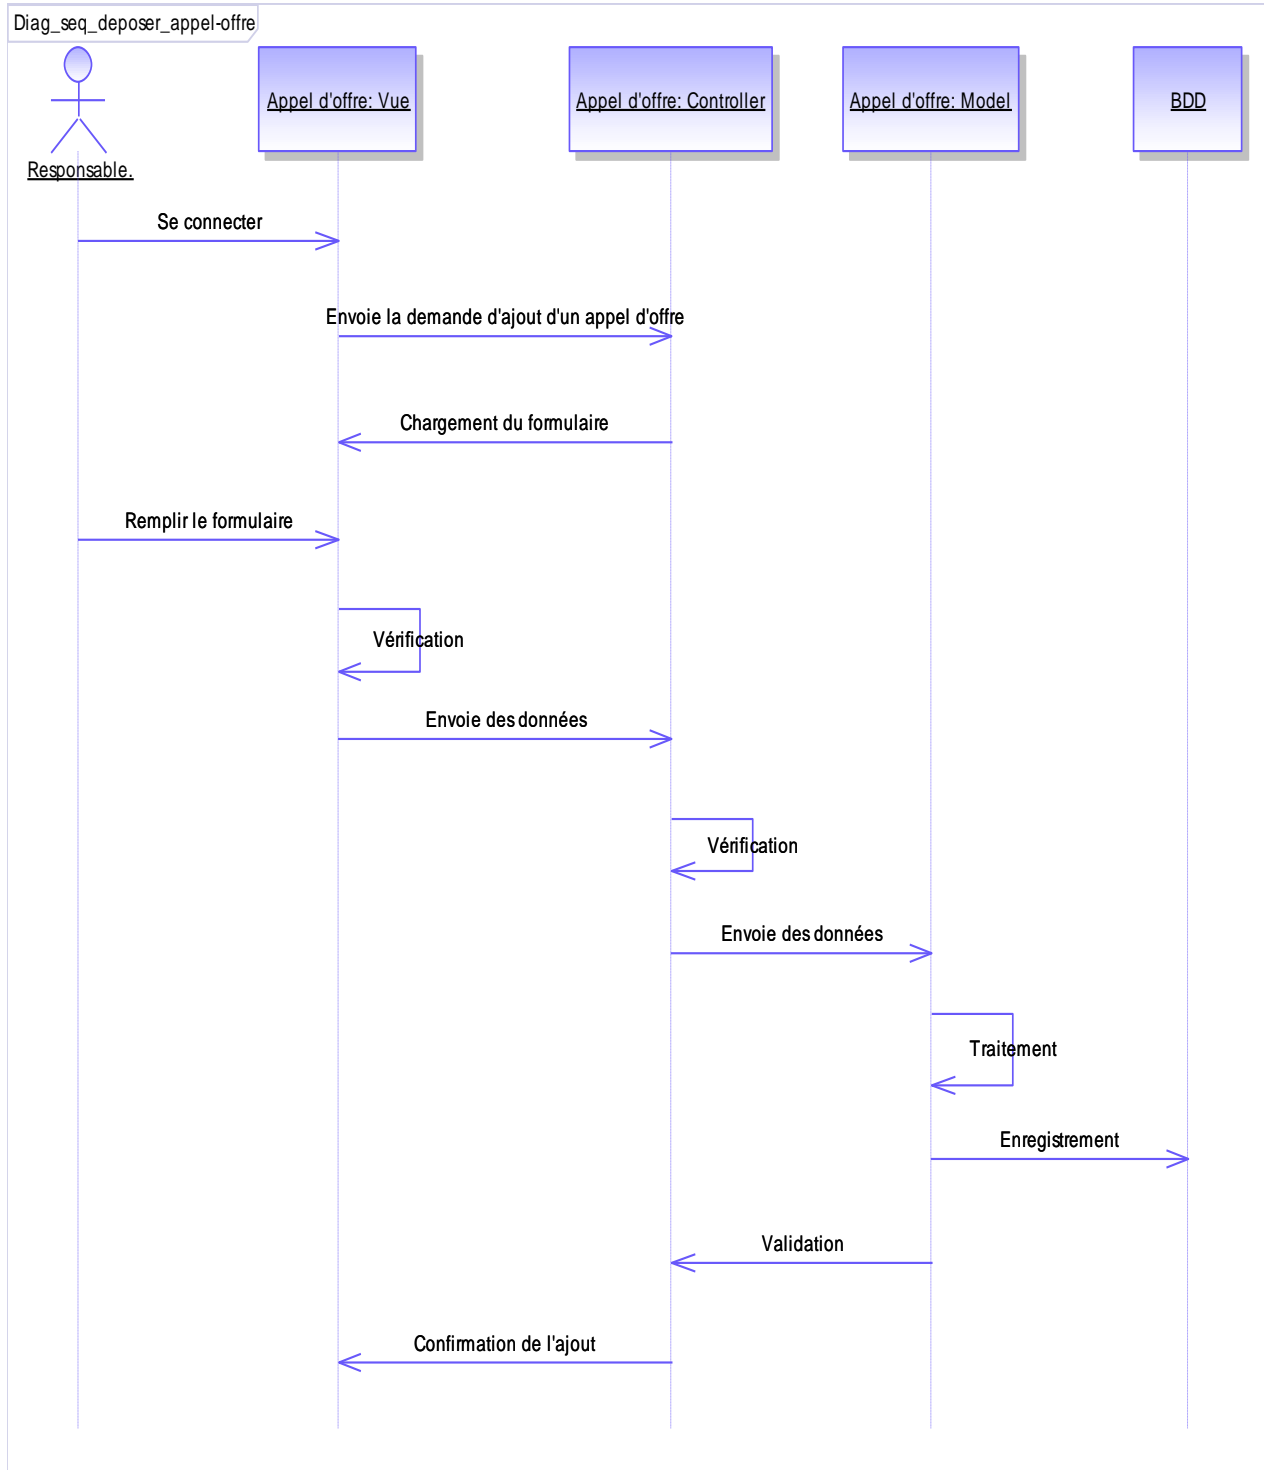 Diag_seq_deposer_appel-offre
Responsable.
Appel d'offre: Vue
Appel d'offre: Controller
Appel d'offre: Model
BDD
Se connecter
Envoie la demande d'ajout d'un appel d'offre
Chargement du formulaire
Remplir le formulaire
Vérification
Envoie des données
Vérification
Envoie des données
Traitement
Enregistrement
Validation
Confirmation de l'ajout